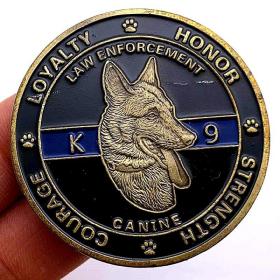 LOYALTY HONOR
LAW ENFORCEMENT
K 9
CANINE
COURAGE STRENGTH